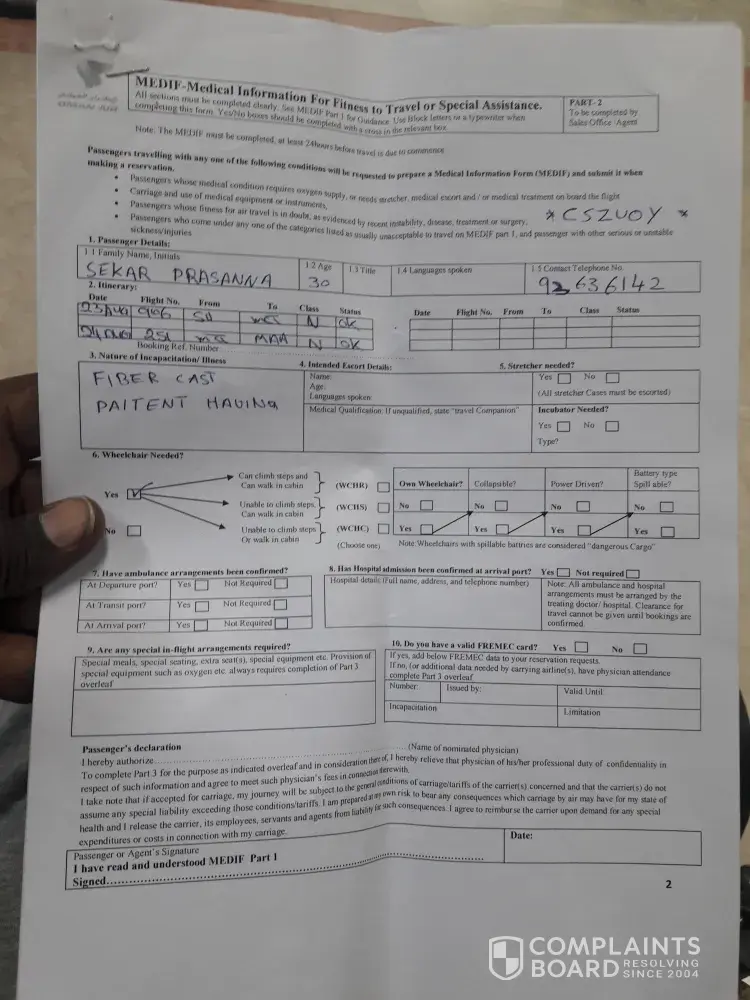 MEDIF-Medical Information For Fitness to Travel or Special Assistance.
All sections must be completed clearly. See MEDIF Part 1 for Guidance. Use Block letters or a typewriter when
completing this form. Yes/No boxes should be completed with a cross in the relevant box.
PART- 2
To be completed by
Sales Office /Agent
Note. The MEDIF must be completed, at least 24hours before travel is due to commence
Passengers travelling with any one of the following conditions will be requested to prepare a Medical Information Form (MEDIF) and submit it when
making a reservation.
• Passengers whose medical condition requires oxygen supply, or needs stretcher, medical escort and / or medical treatment on board the flight
• Carriage and use of medical equipment or instruments,
• Passengers whose fitness for air travel is in doubt, as evidenced by recent instability, disease, treatment or surgery,
* CSZUOY *
• Passengers who come under any one of the categories listed as usually unacceptable to travel on MEDIF part 1, and passenger with other serious or unstable
sickness/injuries
1. Passenger Details:
1.1 Family Name, Initials 1.2 Age 1.3 Title 1.4 Languages spoken 1.5 Contact Telephone No.
SEKAR PRASANNA 30 92636142
2. Itinerary:
Date Flight No. From To Class Status Date Flight No. From To Class Status
23AUG 906 MCT N OK
24AUG 251 MCT MAA N OK
Booking Ref. Number
3. Nature of Incapacitation/ Illness 4. Intended Escort Details: 5. Stretcher needed?
FIBER CAST
PAITENT HAVING
Name:
Age:
Languages spoken:
Medical Qualification: If unqualified, state "travel Companion"
Yes No
(All stretcher Cases must be escorted)
Incubator Needed?
Yes No
Type?
6. Wheelchair Needed?
Yes
No
Can climb steps and
Can walk in cabin
(WCHR)
Unable to climb steps,
Can walk in cabin
(WCHS)
Unable to climb steps
Or walk in cabin
(WCHC)
(Choose one)
Own Wheelchair? Collapsible? Power Driven? Battery type
Spill able?
No No No No
Yes Yes Yes Yes
Note: Wheelchairs with spillable battries are considered "dangerous Cargo"
7. Have ambulance arrangements been confirmed?
At Departure port? Yes Not Required
At Transit port? Yes Not Required
At Arrival port? Yes Not Required
8. Has Hospital admission been confirmed at arrival port? Yes Not required
Hospital details (Full name, address, and telephone number)
Note: All ambulance and hospital
arrangements must be arranged by the
treating doctor/ hospital. Clearance for
travel cannot be given until bookings are
confirmed.
9. Are any special in-flight arrangements required?
Special meals, special seating, extra seat(s), special equipment etc. Provision of
special equipment such as oxygen etc. always requires completion of Part 3
overleaf
10. Do you have a valid FREMEC card? Yes No
If yes, add below FREMEC data to your reservation requests.
If no, (or additional data needed by carrying airline(s), have physician attendance
complete Part 3 overleaf
Number Issued by: Valid Until
Incapacitation Limitation
Passenger's declaration
I hereby authorize (Name of nominated physician)
To complete Part 3 for the purpose as indicated overleaf and in consideration there of, I hereby relieve that physician of his/her professional duty of confidentiality in
respect of such information and agree to meet such physician's fees in connection therewith.
I take note that if accepted for carriage, my journey will be subject to the general conditions of carriage/tariffs of the carrier(s) concerned and that the carrier(s) do not
assume any special liability exceeding those conditions/tariffs. I am prepared at my own risk to bear any consequences which carriage by air may have for my state of
health and I release the carrier, its employees, servants and agents from liability for such consequences. I agree to reimburse the carrier upon demand for any special
expenditures or costs in connection with my carriage.
Passenger or Agent's Signature
Date:
I have read and understood MEDIF Part 1
Signed
2
COMPLAINTS
BOARD RESOLVING
SINCE 2004